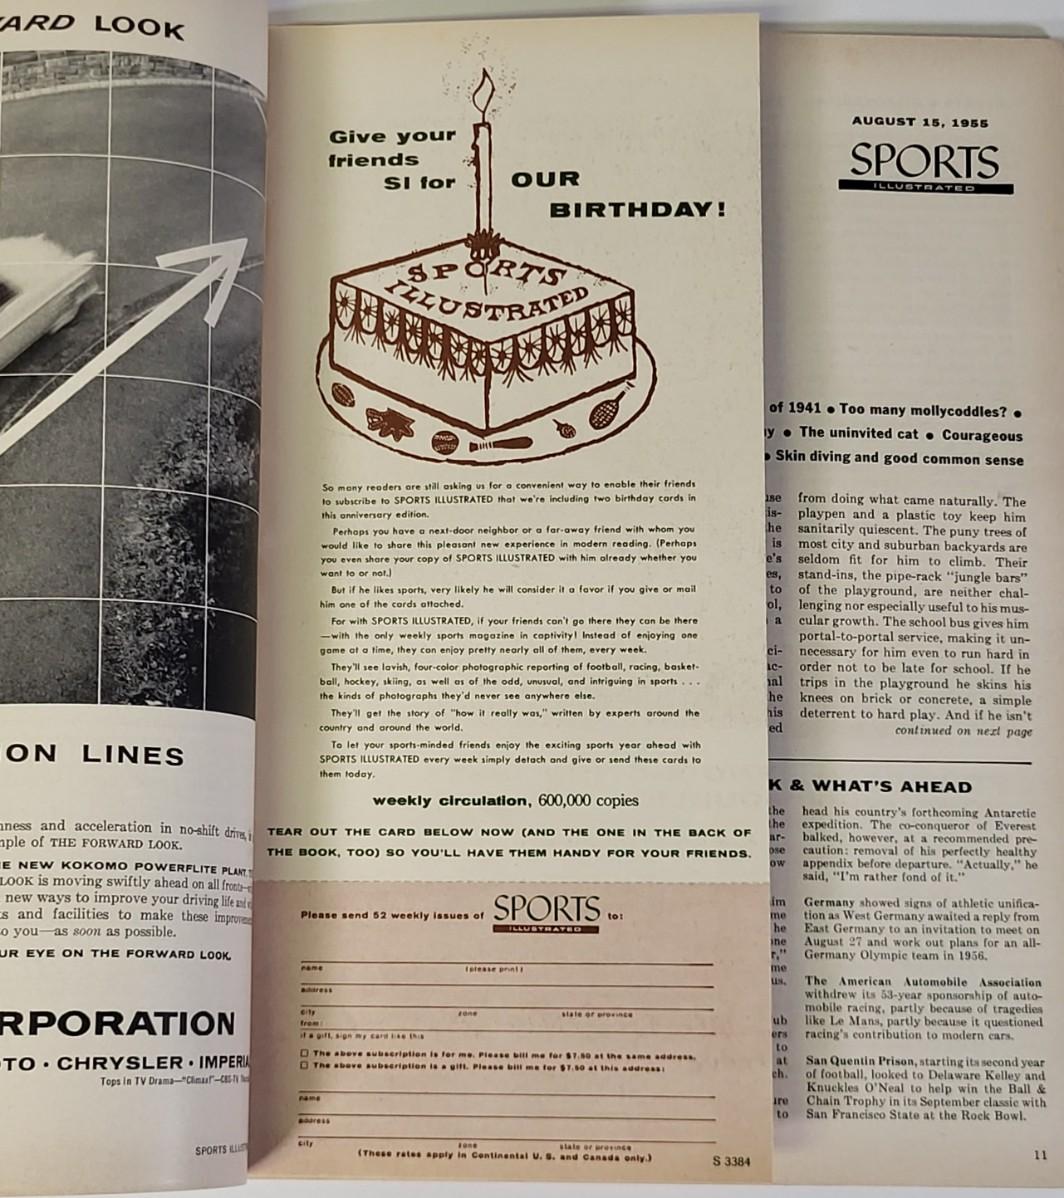 ARD LOOK
ON LINES
ness and acceleration in no-shift drives,
ple of THE FORWARD LOOK.
E NEW KOKOMO POWERFLITE PLANT,
LOOK is moving swiftly ahead on all fronts
new ways to improve your driving life and
s and facilities to make these improvements
o you—as soon as possible.
UR EYE ON THE FORWARD LOOK.
RPORATION
OTO • CHRYSLER • IMPERIA
Tops in TV Drama—"Climax!"—CBS-TV
SPORTS ILLU
Give your
friends
SI for
OUR
BIRTHDAY!
SPORTS
ILLUSTRATED
So many readers are still asking us for a convenient way to enable their friends
to subscribe to SPORTS ILLUSTRATED that we're including two birthday cards in
this anniversary edition.
Perhaps you have a next-door neighbor or a far-away friend with whom you
would like to share this pleasant new experience in modern reading. (Perhaps
you even share your copy of SPORTS ILLUSTRATED with him already whether you
want to or not.)
But if he likes sports, very likely he will consider it a favor if you give or mail
him one of the cards attached.
For with SPORTS ILLUSTRATED, if your friends can't go there they can be there
—with the only weekly sports magazine in captivity! Instead of enjoying one
game at a time, they can enjoy pretty nearly all of them, every week.
They'll see lavish, four-color photographic reporting of football, racing, basket-
ball, hockey, skiing, as well as of the odd, unusual, and intriguing in sports . . .
the kinds of photographs they'd never see anywhere else.
They'll get the story of "how it really was," written by experts around the
country and around the world.
To let your sports-minded friends enjoy the exciting sports year ahead with
SPORTS ILLUSTRATED every week simply detach and give or send these cards to
them today.
weekly circulation, 600,000 copies
TEAR OUT THE CARD BELOW NOW (AND THE ONE IN THE BACK OF
THE BOOK, TOO) SO YOU'LL HAVE THEM HANDY FOR YOUR FRIENDS.
Please send 52 weekly issues of SPORTS ILLUSTRATED to:
name (please print)
address
city zone state or province
from:
if a gift, sign my card like this
☐ The above subscription is for me. Please bill me for $7.50 at the same address.
☐ The above subscription is a gift. Please bill me for $7.50 at this address:
name
address
city zone state or province
(These rates apply in Continental U. S. and Canada only.)
S 3384
AUGUST 15, 1955
SPORTS
ILLUSTRATED
of 1941 • Too many mollycoddles? •
y • The uninvited cat • Courageous
• Skin diving and good common sense
from doing what came naturally. The
playpen and a plastic toy keep him
sanitarily quiescent. The puny trees of
most city and suburban backyards are
seldom fit for him to climb. Their
stand-ins, the pipe-rack "jungle bars"
of the playground, are neither chal-
lenging nor especially useful to his mus-
cular growth. The school bus gives him
portal-to-portal service, making it un-
necessary for him even to run hard in
order not to be late for school. If he
trips in the playground he skins his
knees on brick or concrete, a simple
deterrent to hard play. And if he isn't
continued on next page
K & WHAT'S AHEAD
head his country's forthcoming Antarctic
expedition. The co-conqueror of Everest
balked, however, at a recommended pre-
caution: removal of his perfectly healthy
appendix before departure. "Actually," he
said, "I'm rather fond of it."
Germany showed signs of athletic unifica-
tion as West Germany awaited a reply from
East Germany to an invitation to meet on
August 27 and work out plans for an all-
Germany Olympic team in 1956.
The American Automobile Association
withdrew its 53-year sponsorship of auto-
mobile racing, partly because of tragedies
like Le Mans, partly because it questioned
racing's contribution to modern cars.
San Quentin Prison, starting its second year
of football, looked to Delaware Kelley and
Knuckles O'Neal to help win the Ball &
Chain Trophy in its September classic with
San Francisco State at the Rock Bowl.
11